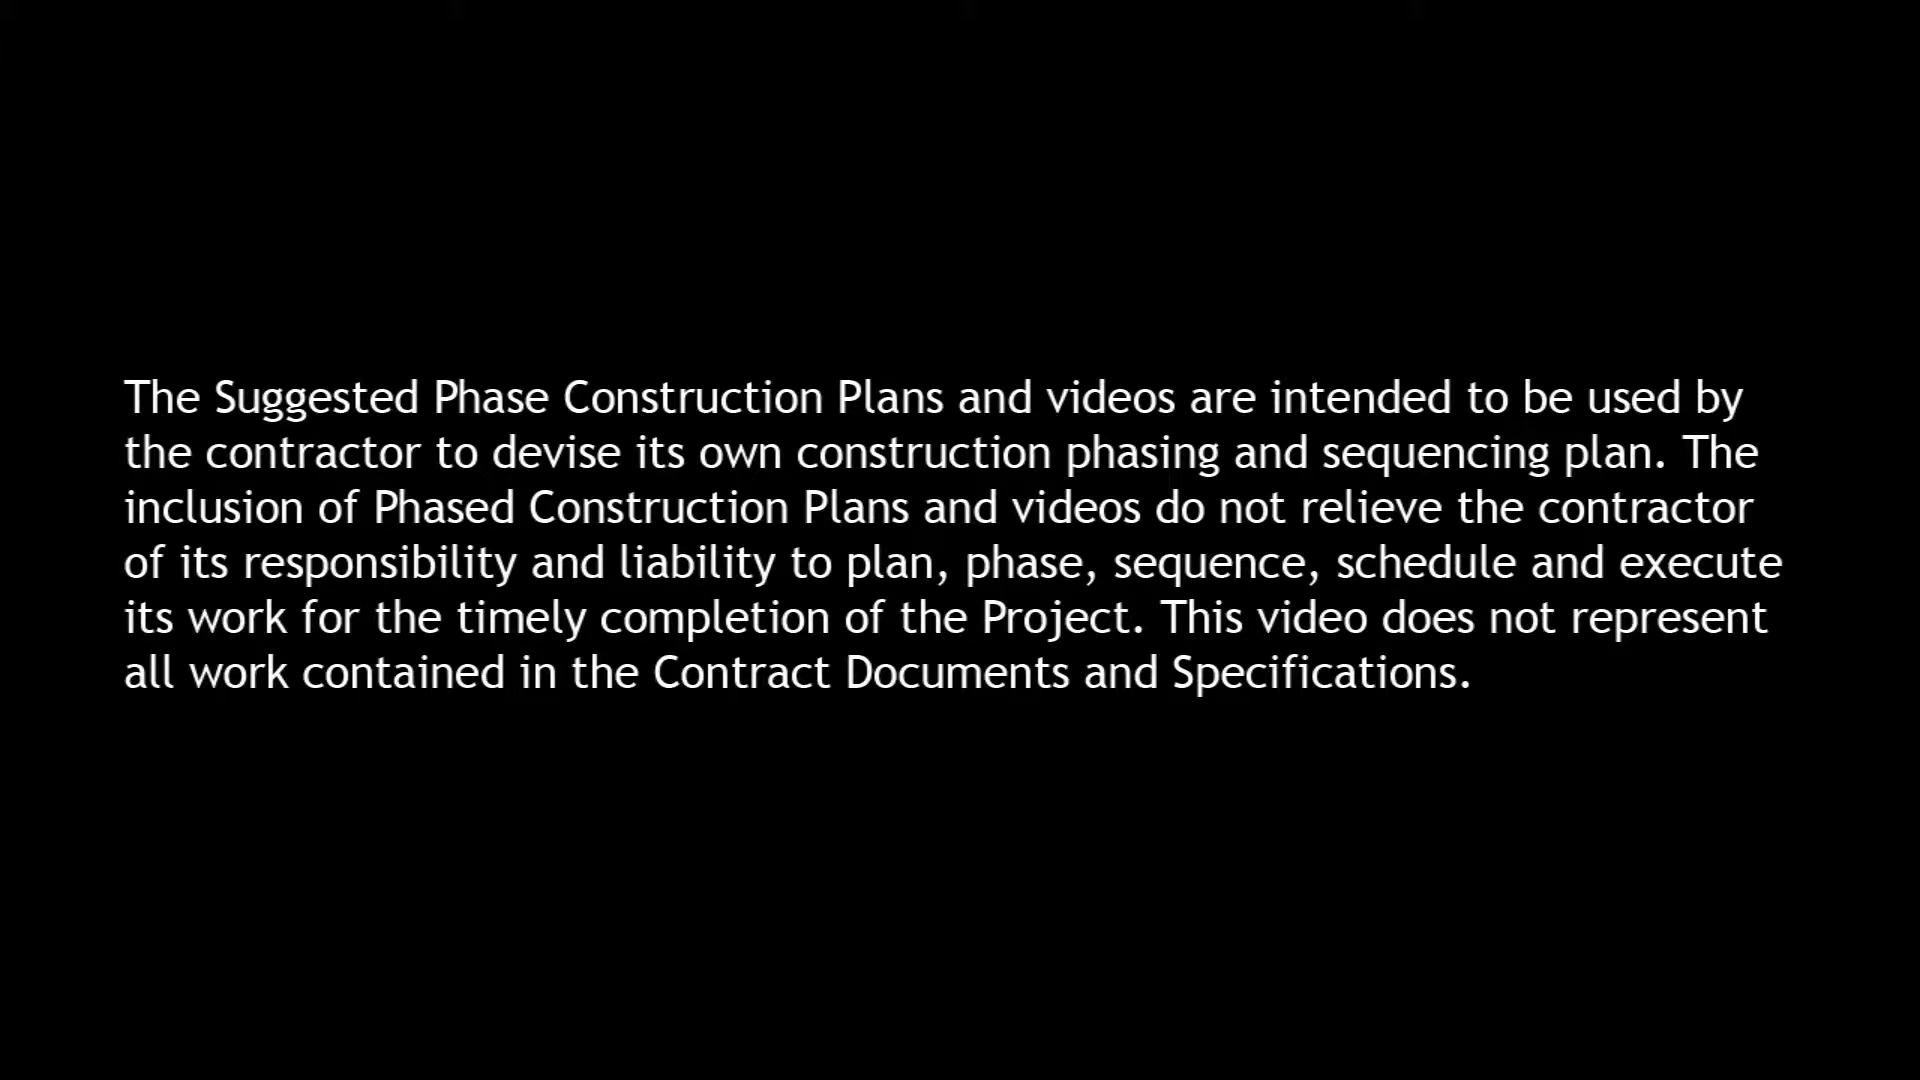 The Suggested Phase Construction Plans and videos are intended to be used by
the contractor to devise its own construction phasing and sequencing plan. The
inclusion of Phased Construction Plans and videos do not relieve the contractor
of its responsibility and liability to plan, phase, sequence, schedule and execute
its work for the timely completion of the Project. This video does not represent
all work contained in the Contract Documents and Specifications.